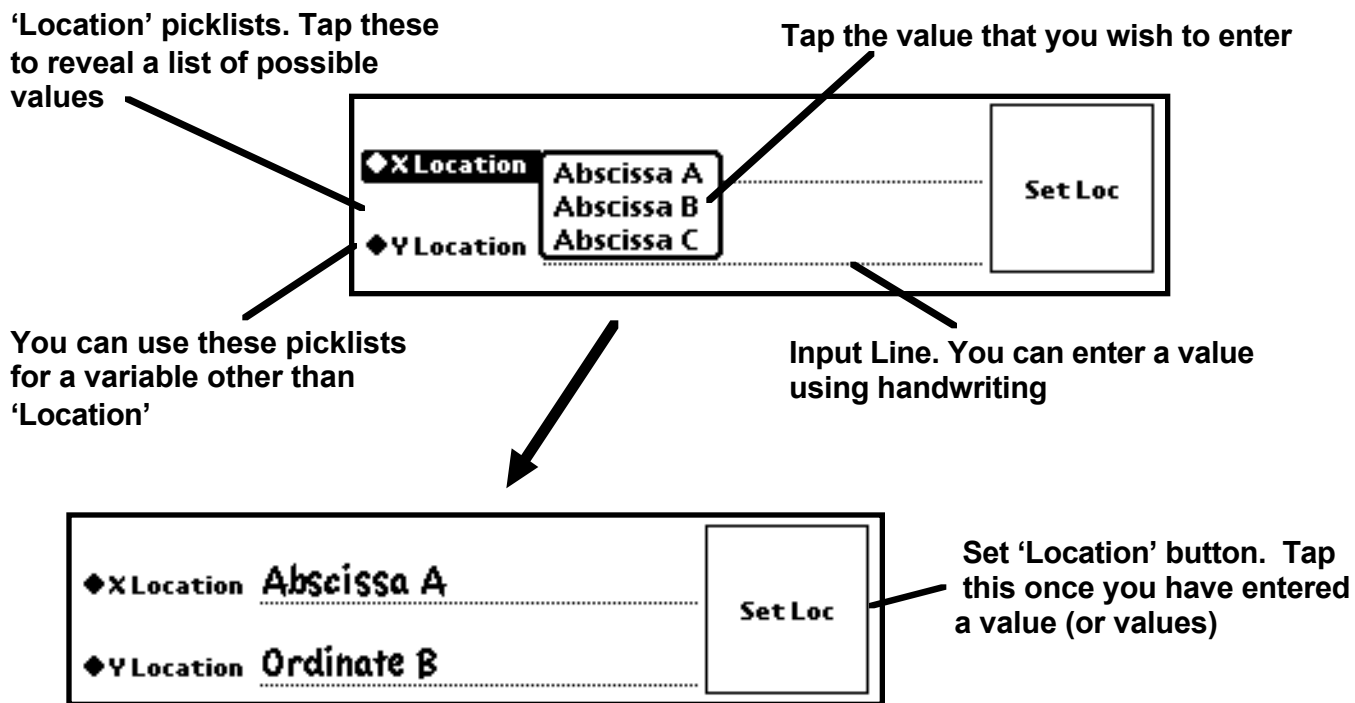 ‘Location’ picklists. Tap these
to reveal a list of possible
values
Tap the value that you wish to enter
◆X Location
Abscissa A
Abscissa B
Abscissa C
◆Y Location
Set Loc
You can use these picklists
for a variable other than
‘Location’
Input Line. You can enter a value
using handwriting
◆X Location Abscissa A
◆Y Location Ordinate B
Set Loc
Set ‘Location’ button. Tap
this once you have entered
a value (or values)